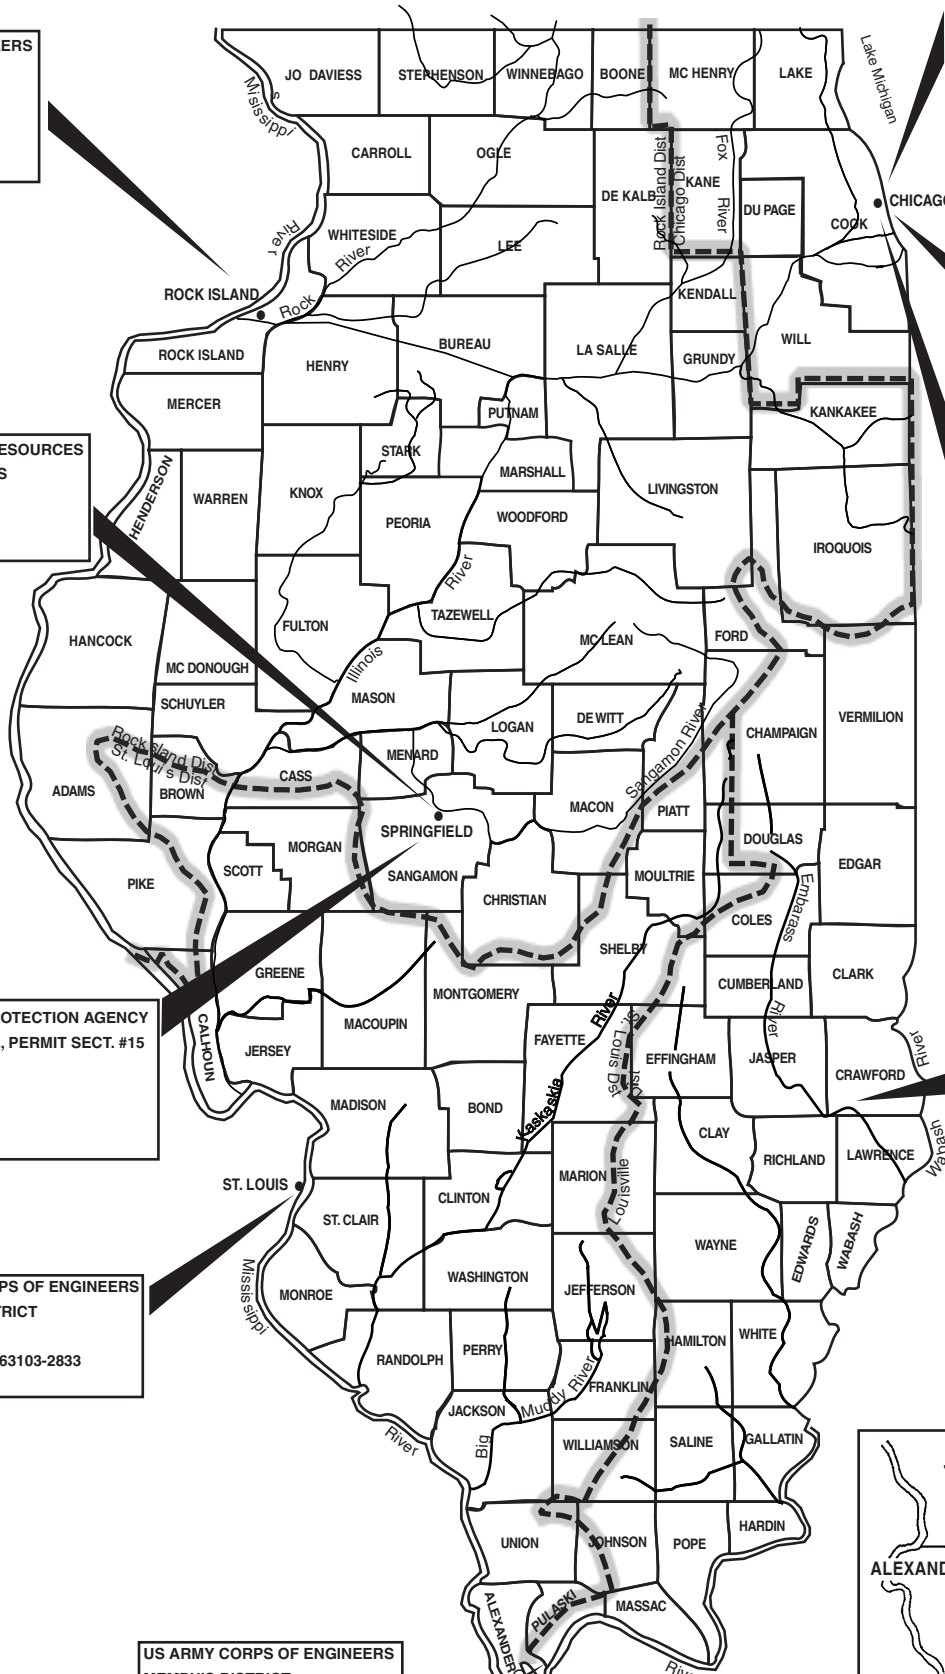 EERS
JO DAVIESS
STEPHENSON
WINNEBAGO
BOONE
MC HENRY
LAKE
Lake Michigan
Mississippi
River
CARROLL
OGLE
DE KALB
Rock Island Dist
Chicago Dist
KANE
Fox
River
DU PAGE
COOK
CHICAGO
WHITESIDE
River
LEE
ROCK ISLAND
Rock
KENDALL
ROCK ISLAND
HENRY
BUREAU
LA SALLE
GRUNDY
WILL
MERCER
PUTNAM
KANKAKEE
ESOURCES
S
HENDERSON
WARREN
KNOX
STARK
MARSHALL
PEORIA
WOODFORD
LIVINGSTON
IROQUOIS
River
HANCOCK
MC DONOUGH
FULTON
TAZEWELL
MC LEAN
FORD
Illinois
SCHUYLER
MASON
LOGAN
DE WITT
CHAMPAIGN
VERMILION
Rock sland Dist
St. Loui s Dist
Sangamon River
ADAMS
BROWN
CASS
MENARD
MACON
PIATT
SPRINGFIELD
DOUGLAS
EDGAR
PIKE
SCOTT
MORGAN
SANGAMON
CHRISTIAN
MOULTRIE
COLES
Embarass
River
SHELBY
CUMBERLAND
CLARK
GREENE
MONTGOMERY
OTECTION AGENCY
, PERMIT SECT. #15
CALHOUN
JERSEY
MACOUPIN
FAYETTE
River
Kaskaskia
St. Louis Dst
ist
EFFINGHAM
JASPER
CRAWFORD
River
Wabash
MADISON
BOND
CLAY
RICHLAND
LAWRENCE
ST. LOUIS
ST. CLAIR
CLINTON
MARION
Louisville
WAYNE
EDWARDS
WABASH
PS OF ENGINEERS
TRICT
63103-2833
Mississippi
MONROE
WASHINGTON
JEFFERSON
RANDOLPH
PERRY
HAMILTON
WHITE
JACKSON
Big
Muddy River
FRANKLIN
River
WILLIAMSON
SALINE
GALLATIN
UNION
JOHNSON
POPE
HARDIN
ALEXAND
ALEXANDER
PULASKI
MASSAC
US ARMY CORPS OF ENGINEERS
MEMPHIS DISTRICT